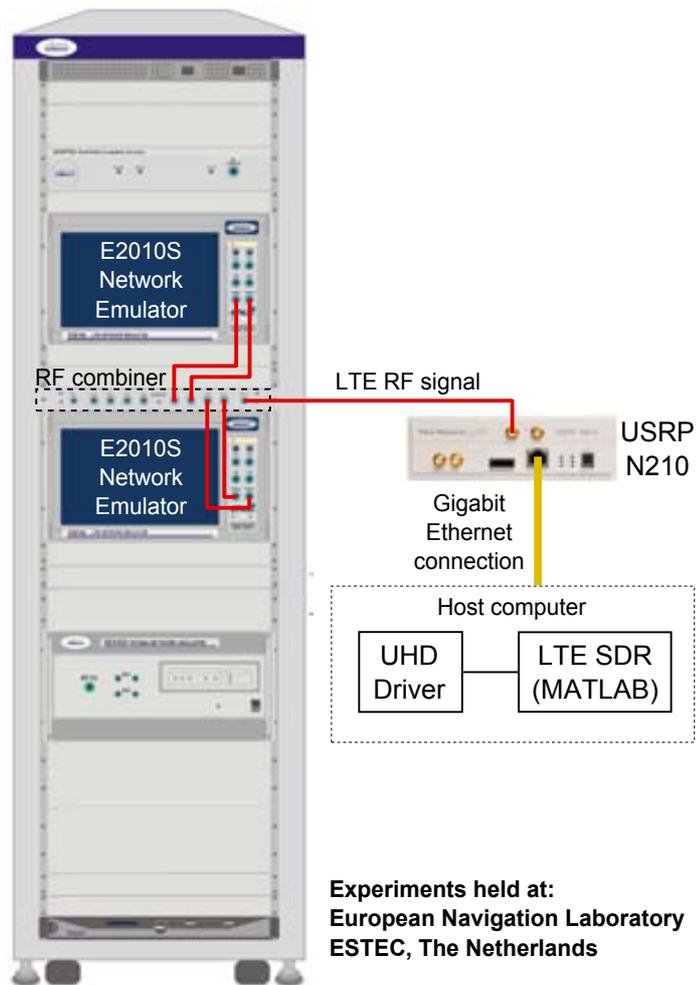 E2010S
Network
Emulator
RF combiner
LTE RF signal
E2010S
Network
Emulator
USRP
N210
Gigabit
Ethernet
connection
Host computer
UHD
Driver
LTE SDR
(MATLAB)
Experiments held at:
European Navigation Laboratory
ESTEC, The Netherlands